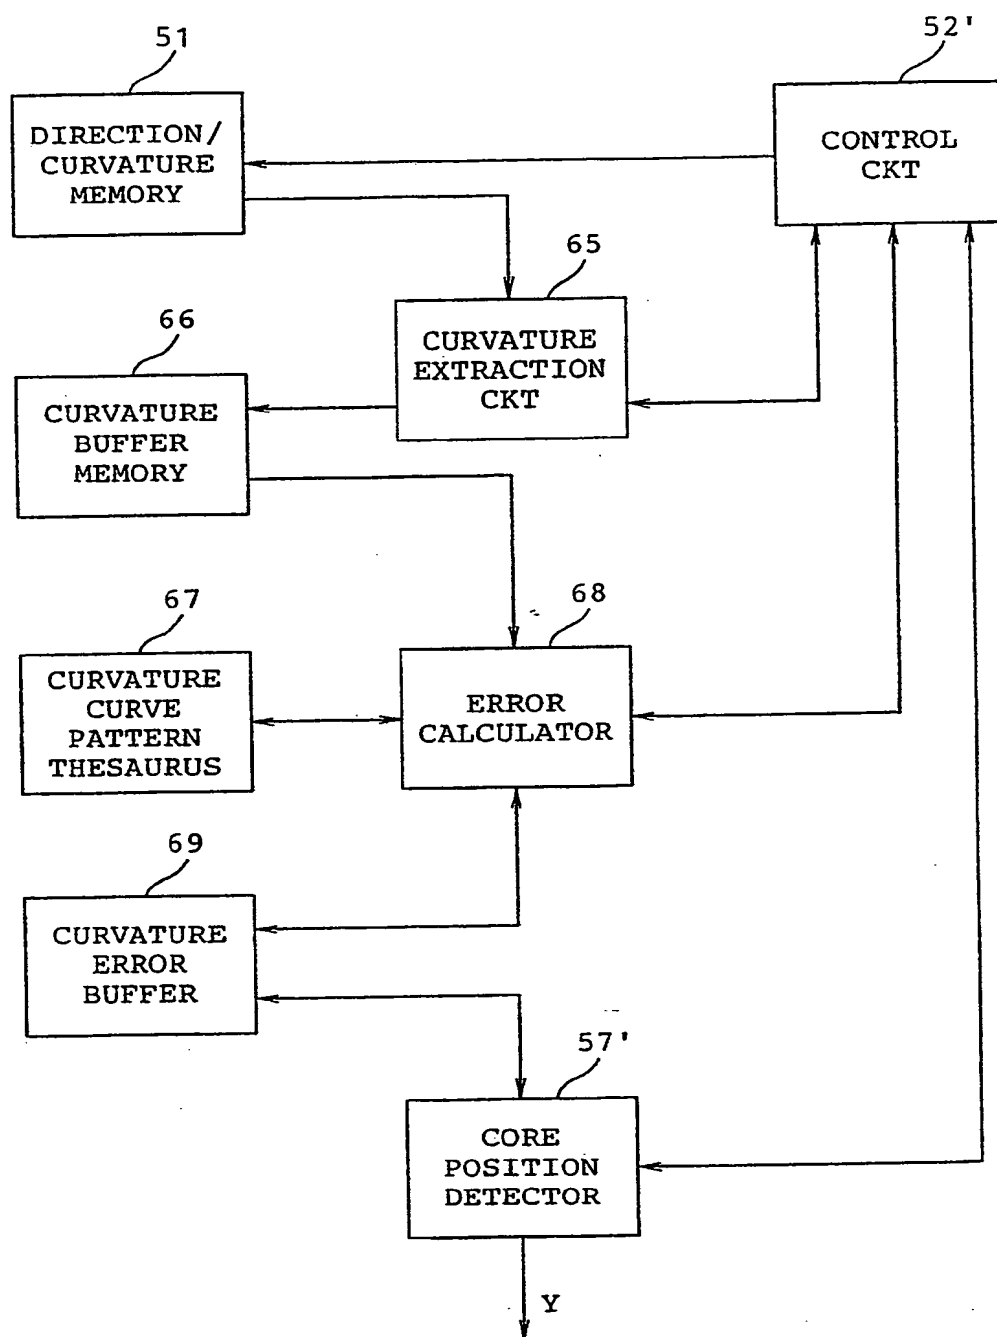 51
52'
DIRECTION/
CURVATURE
MEMORY
CONTROL
CKT
65
CURVATURE
EXTRACTION
CKT
66
CURVATURE
BUFFER
MEMORY
67
CURVATURE
CURVE
PATTERN
THESAURUS
68
ERROR
CALCULATOR
69
CURVATURE
ERROR
BUFFER
57'
CORE
POSITION
DETECTOR
Y